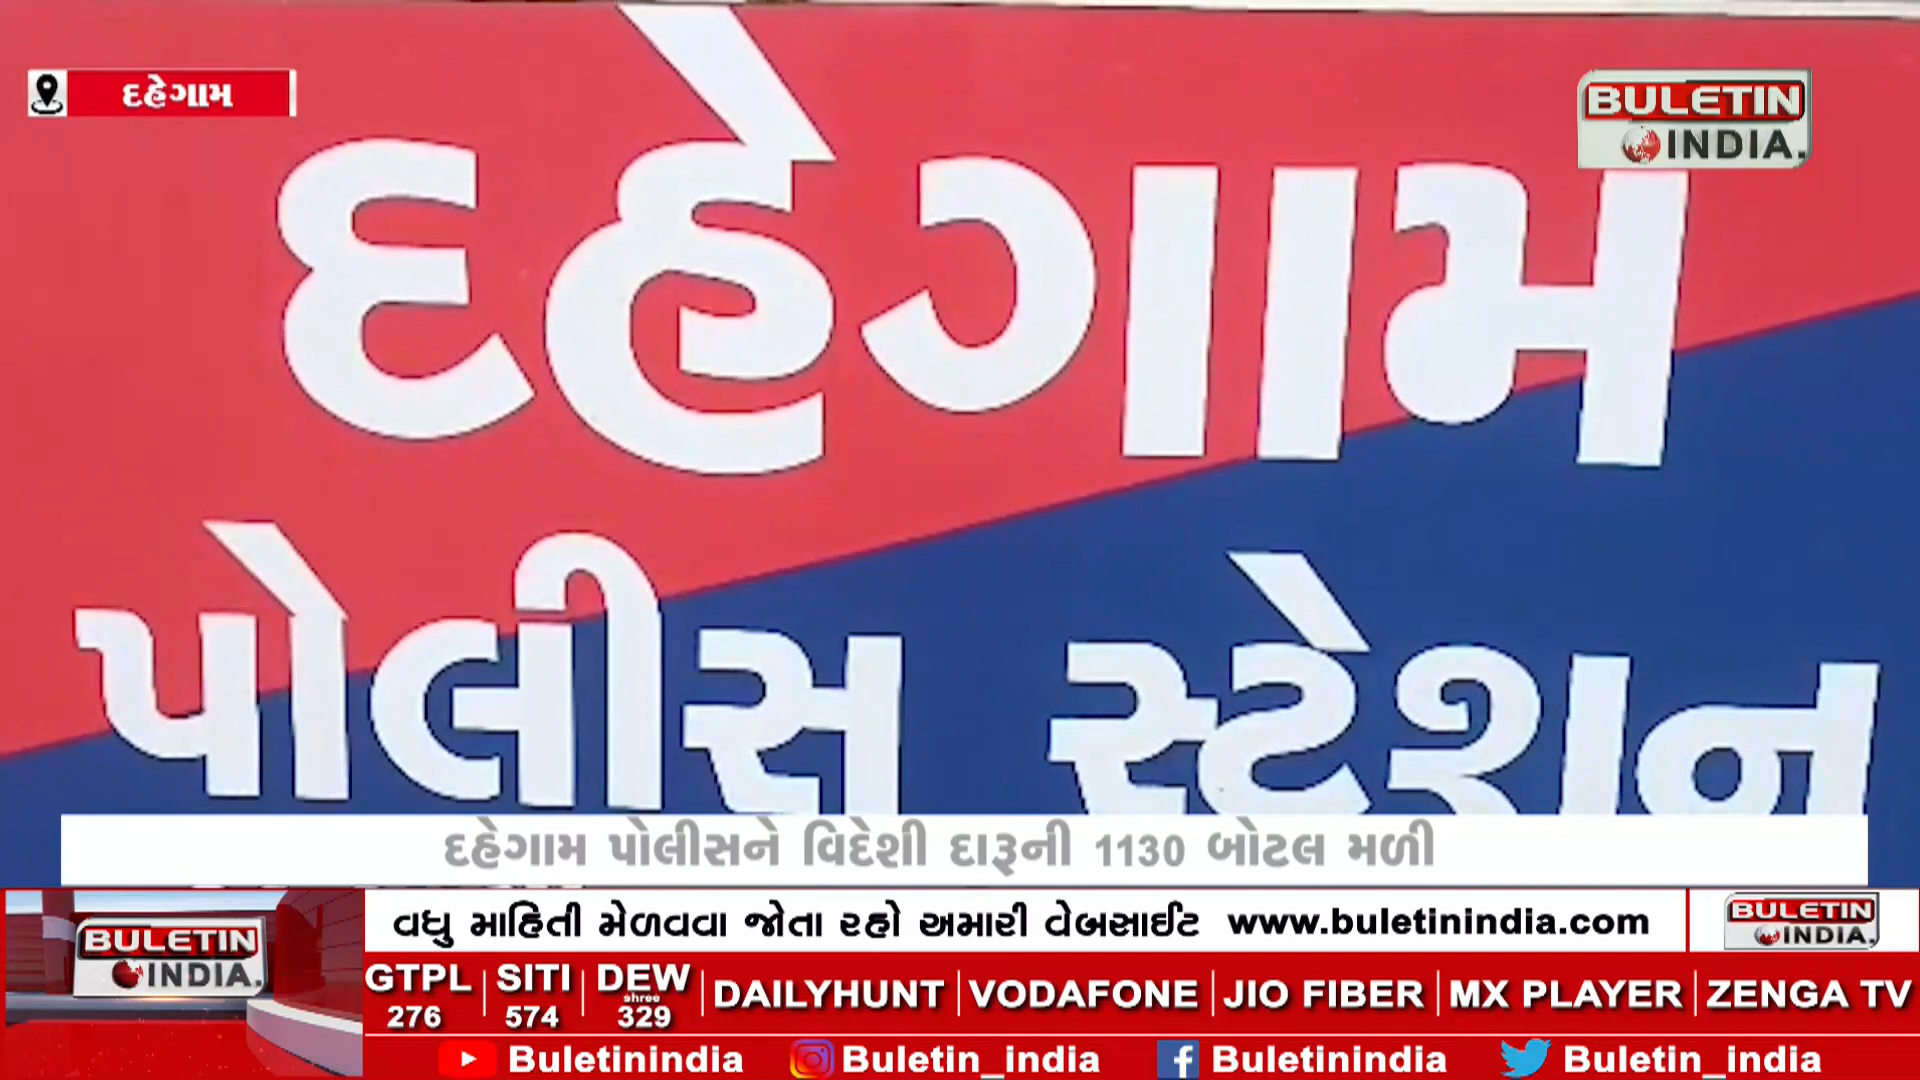 દહેગામ
BULETIN
INDIA.
દહેગામ
પોલીસ સ્ટેશન
દહેગામ પોલીસને વિદેશી દારૂની 1130 બોટલ મળી
BULETIN
INDIA.
વધુ માહિતી મેળવવા જોતા રહો અમારી વેબસાઈટ www.buletinindia.com
BULETIN
INDIA.
GTPL 276 SITI 574 DEW shree 329 DAILYHUNT VODAFONE JIO FIBER MX PLAYER ZENGA TV
Buletinindia Buletin_india Buletinindia Buletin_india